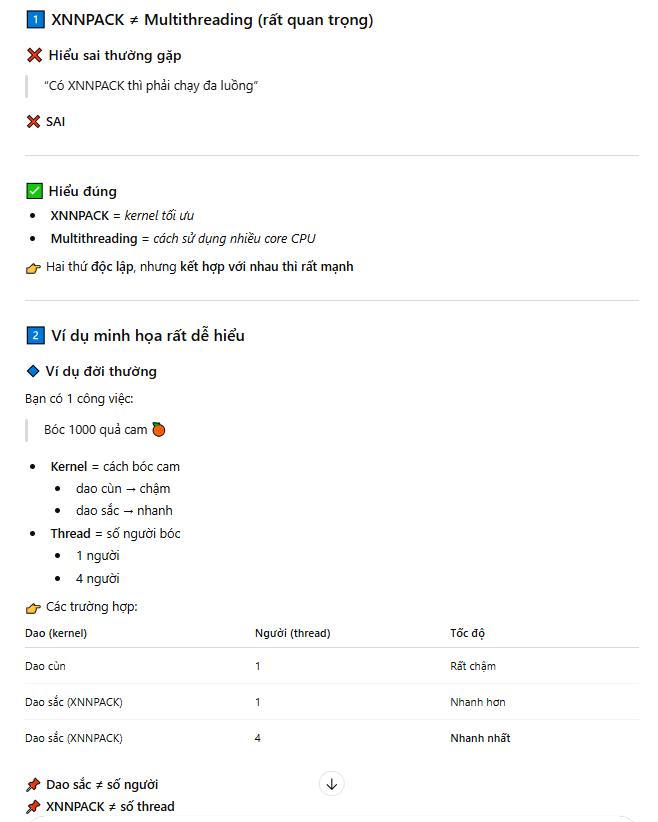 1 XNNPACK ≠ Multithreading (rất quan trọng)
❌ Hiểu sai thường gặp
“Có XNNPACK thì phải chạy đa luồng”
❌ SAI
✅ Hiểu đúng
• XNNPACK = kernel tối ưu
• Multithreading = cách sử dụng nhiều core CPU
👉 Hai thứ độc lập, nhưng kết hợp với nhau thì rất mạnh
2 Ví dụ minh họa rất dễ hiểu
🔷 Ví dụ đời thường
Bạn có 1 công việc:
Bóc 1000 quả cam 🍊
• Kernel = cách bóc cam
• dao cùn → chậm
• dao sắc → nhanh
• Thread = số người bóc
• 1 người
• 4 người
👉 Các trường hợp:
Dao (kernel) Người (thread) Tốc độ
Dao cùn 1 Rất chậm
Dao sắc (XNNPACK) 1 Nhanh hơn
Dao sắc (XNNPACK) 4 Nhanh nhất
📌 Dao sắc ≠ số người
📌 XNNPACK ≠ số thread